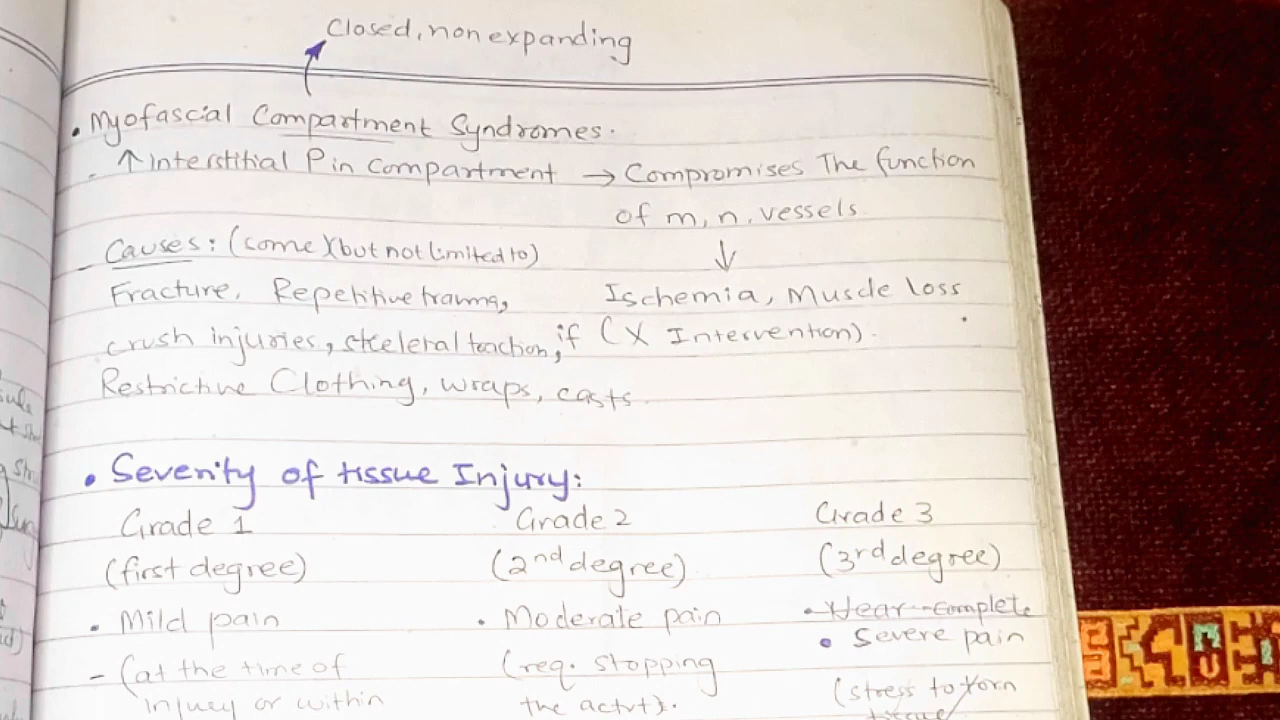 Closed, non expanding
• Myofascial Compartment Syndromes.
- ↑ Interstitial P in compartment → Compromises The function
of m, n, vessels.
↓
- Causes: (some)(but not limited to)
Fracture, Repetitive trauma, Ischemia, Muscle loss
crush injuries, skeletal traction, if (X Intervention).
Restrictive Clothing, wraps, casts.
• Severity of tissue Injury:
Grade 1 Grade 2 Grade 3
(first degree) (2nd degree) (3rd degree)
• Mild pain • Moderate pain • Near-complete
• Severe pain
- (at the time of (req. stopping (stress to torn
injury or within the actvt). tissue